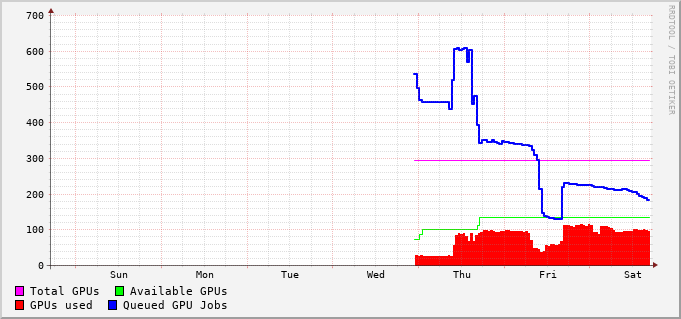 RRDTOOL / TOBI OETIKER
700
600
500
400
300
200
100
0
Sun Mon Tue Wed Thu Fri Sat
Total GPUs Available GPUs
GPUs used Queued GPU Jobs